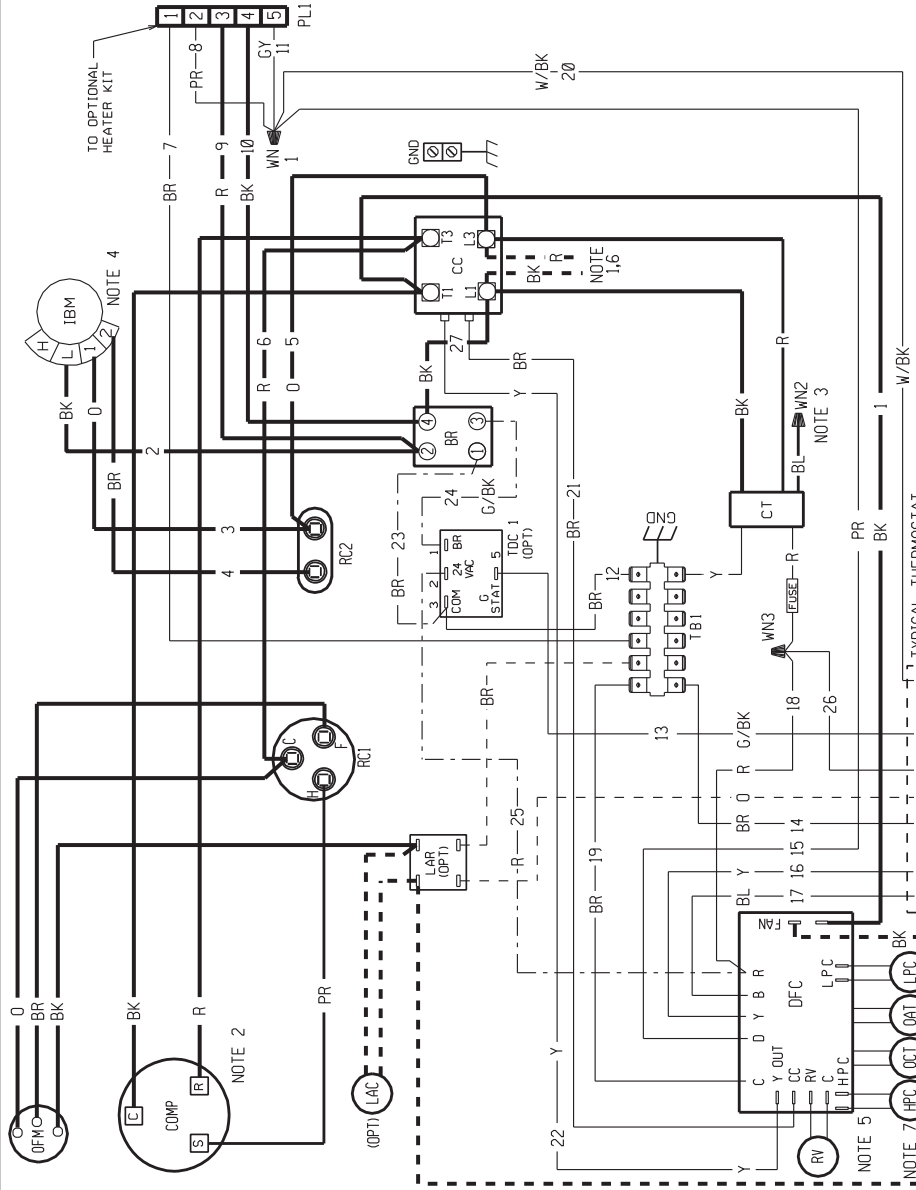 1 2 3 4 5
PL1
TO OPTIONAL
HEATER KIT
PR 8
GY
11
W/BK
20
BR 7
R 9
BK 10
WN
1
GND
IBM
H
L
1
2
NOTE 4
T3
L3
CC
T1
L1
BK
R
NOTE
1,6
R 6
O 5
BK
O
BR
2
3
4
RC2
BK
27
BR
Y
4
2
BR
3
1
24
G/BK
BR 23
TDC 1
(OPT)
1
BR
2
24
VAC
3
COM
G
STAT
5
BR 21
BK
R
BL
WN2
NOTE 3
CT
GND
BR 12
Y
TB1
R
FUSE
WN3
18
26
1
BK
PR
W/BK
TYPICAL THERMOSTAT
C
F
H
RC1
BR
13
G/BK
R
O
BR 14
15
Y 16
BL 17
LAR
(OPT)
25
R
BR 19
O
BR
BK
BK
R
PR
OFM
COMP
C
R
S
NOTE 2
(OPT)
LAC
Y
22
Y
FAN
BK
R
B
Y
D
C
DFC
LPC
Y OUT
CC
RV
C
HPC
RV
NOTE 5
NOTE 7
HPC
OCT
OAT
LPC